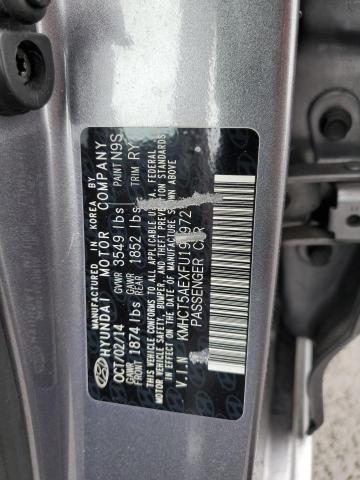 MANUFACTURED IN KOREA BY
HYUNDAI MOTOR COMPANY
OCT/02/14 GVWR 3549 lbs PAINT N9S
GAWR FRONT 1874 lbs GAWR REAR 1852 lbs TRIM RY
THIS VEHICLE CONFORMS TO ALL APPLICABLE U.S.A. FEDERAL
MOTOR VEHICLE SAFETY, BUMPER, AND THEFT PREVENTION STANDARDS
IN EFFECT ON THE DATE OF MANUFACTURE SHOWN ABOVE
V.I.N KMHCT5AEXFU19 972
PASSENGER CAR